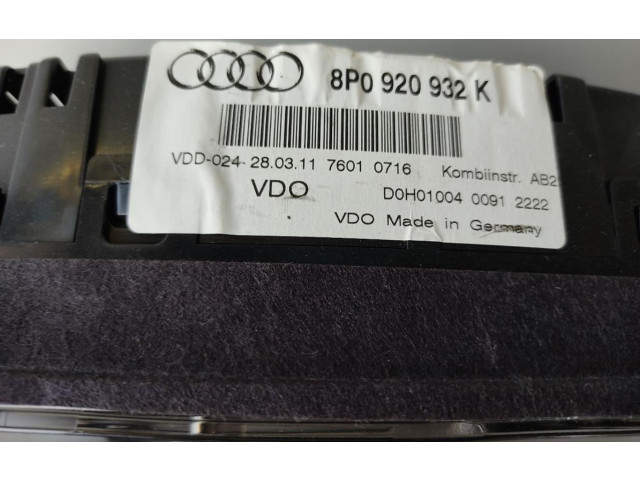 8P0 920 932 K
VDD-024 28.03.11 7601 0716 Kombiinstr. AB2
VDO D0H01004 0091 2222
VDO Made in Germany